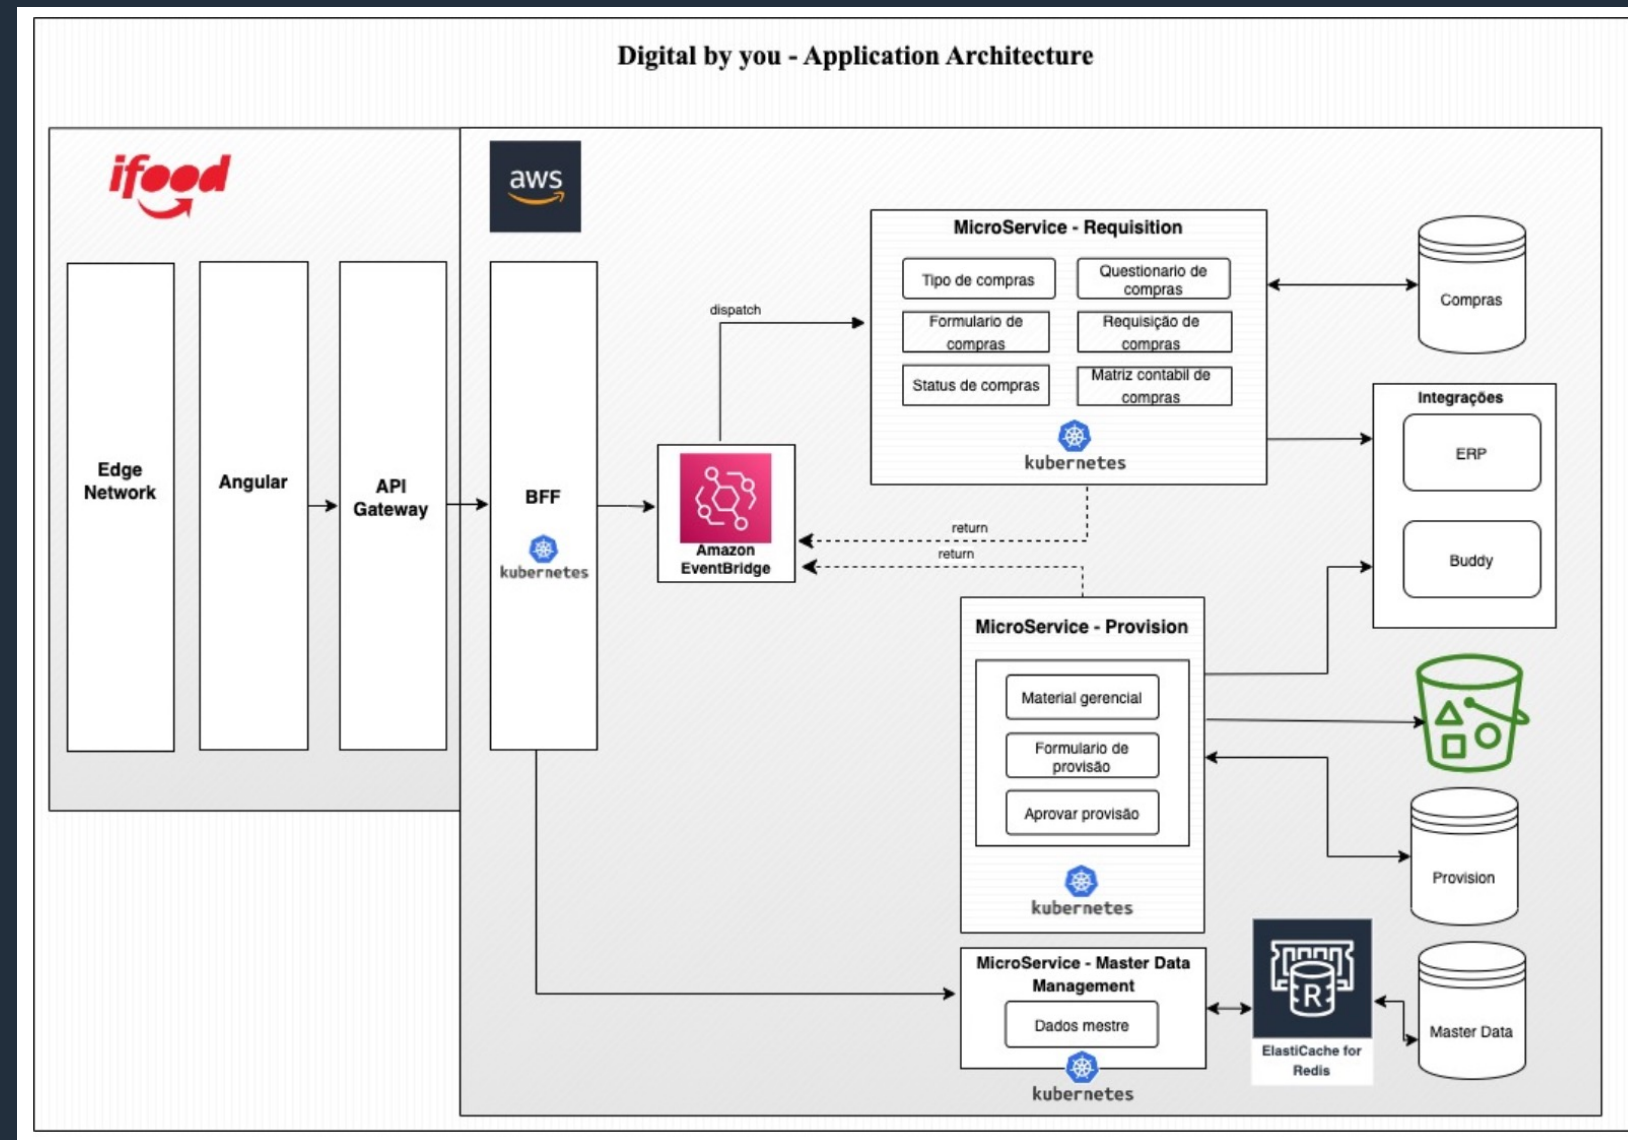 Digital by you - Application Architecture
ifood
aws
Edge
Network
Angular
API
Gateway
BFF
kubernetes
dispatch
Amazon
EventBridge
MicroService - Requisition
Tipo de compras
Questionario de
compras
Formulario de
compras
Requisição de
compras
Status de compras
Matriz contabil de
compras
kubernetes
return
return
Compras
Integrações
ERP
Buddy
MicroService - Provision
Material gerencial
Formulario de
provisão
Aprovar provisão
kubernetes
Provision
MicroService - Master Data
Management
Dados mestre
kubernetes
R
ElastiCache for
Redis
Master Data